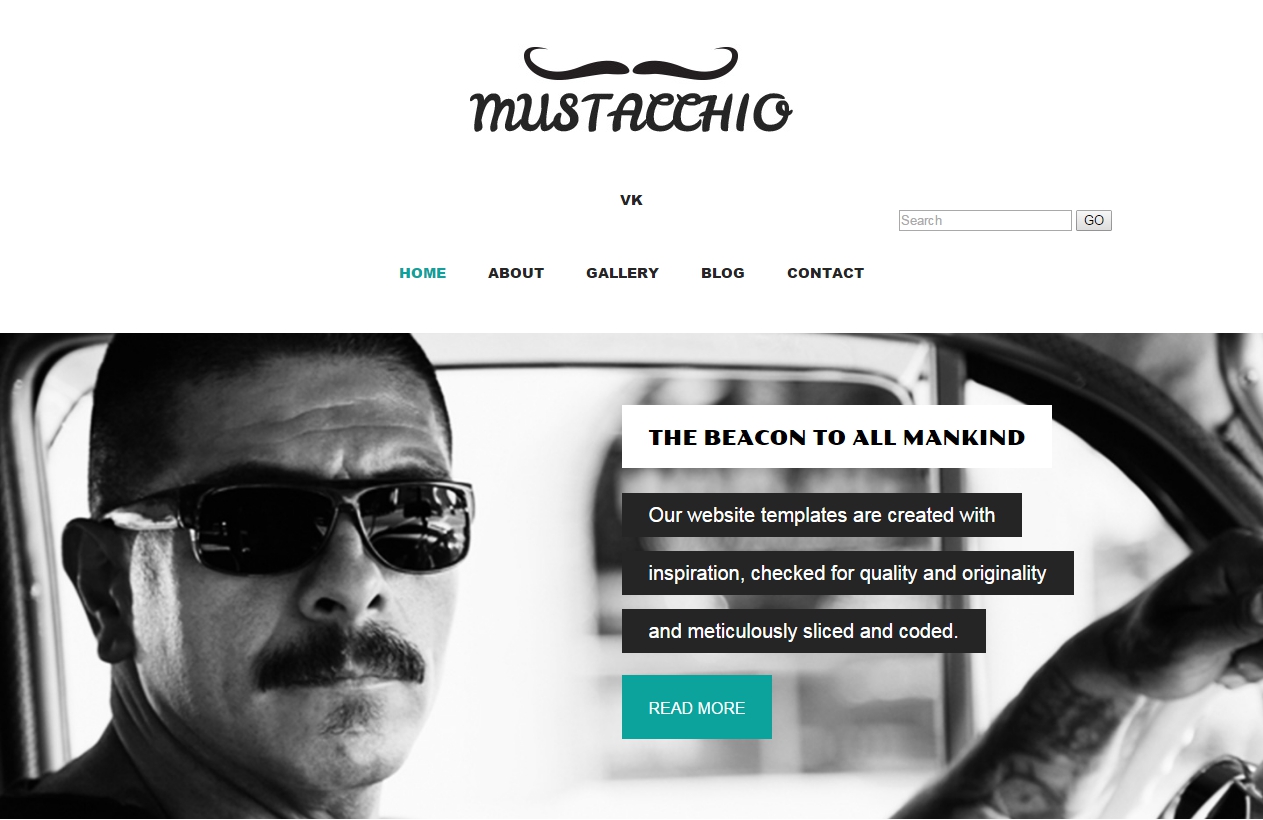 MUSTACCHIO
VK
Search GO
HOME ABOUT GALLERY BLOG CONTACT
THE BEACON TO ALL MANKIND
Our website templates are created with
inspiration, checked for quality and originality
and meticulously sliced and coded.
READ MORE